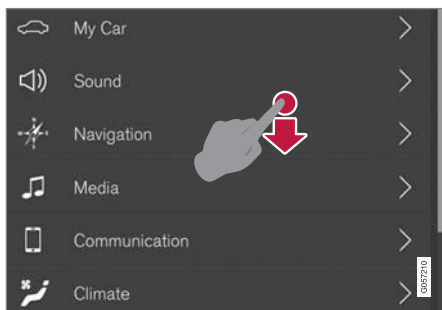 My Car
Sound
Navigation
Media
Communication
Climate
G057210